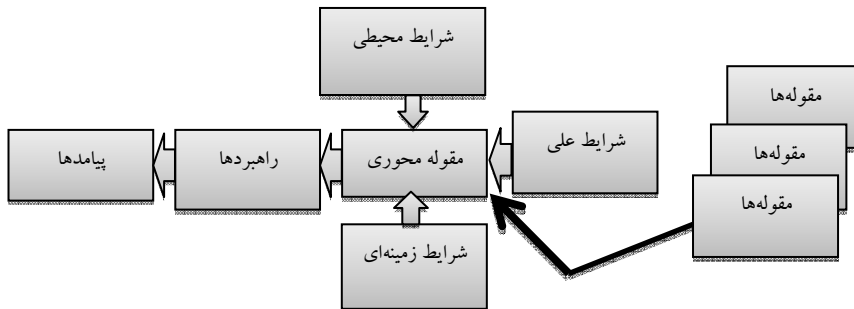 شرایط محیطی
مقوله‌ها
مقوله‌ها
مقوله‌ها
شرایط علی
مقوله محوری
راهبردها
پیامدها
شرایط زمینه‌ای